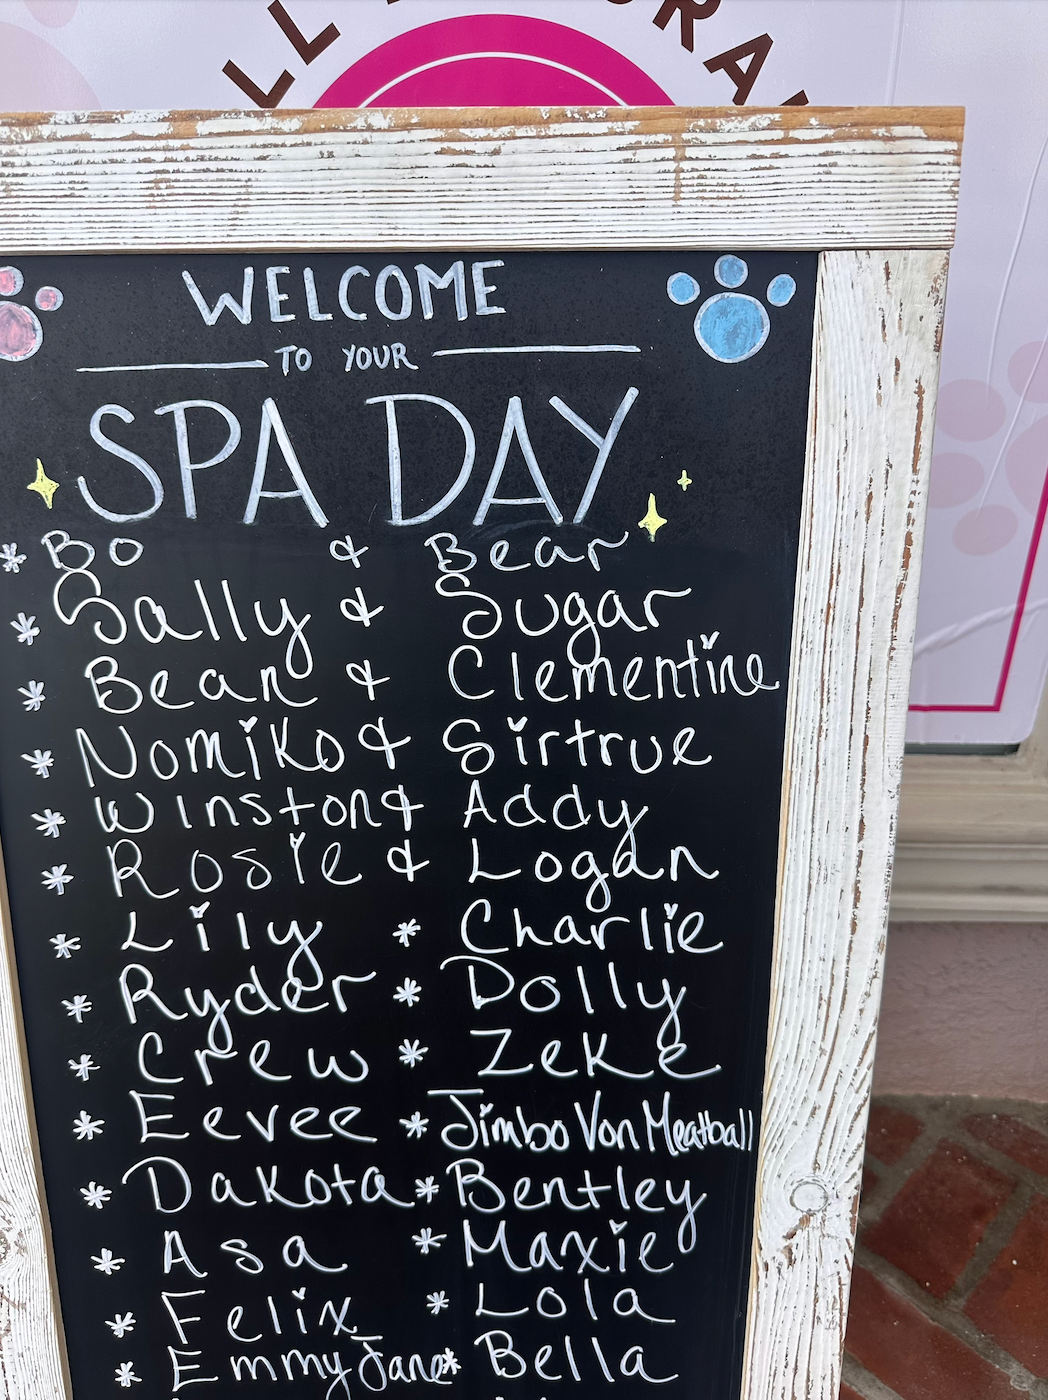 WELCOME
TO YOUR
SPA DAY
* Bo & Bear
* Sally & Sugar
* Bean & Clementine
* Nomiko & Sirtrue
* Winston & Addy
* Rosie & Logan
* Lily * Charlie
* Ryder * Dolly
* Crew * Zeke
* Eevee * Jimbo Von Meatball
* Dakota * Bentley
* Asa * Maxie
* Felix * Lola
* Emmy Jane * Bella